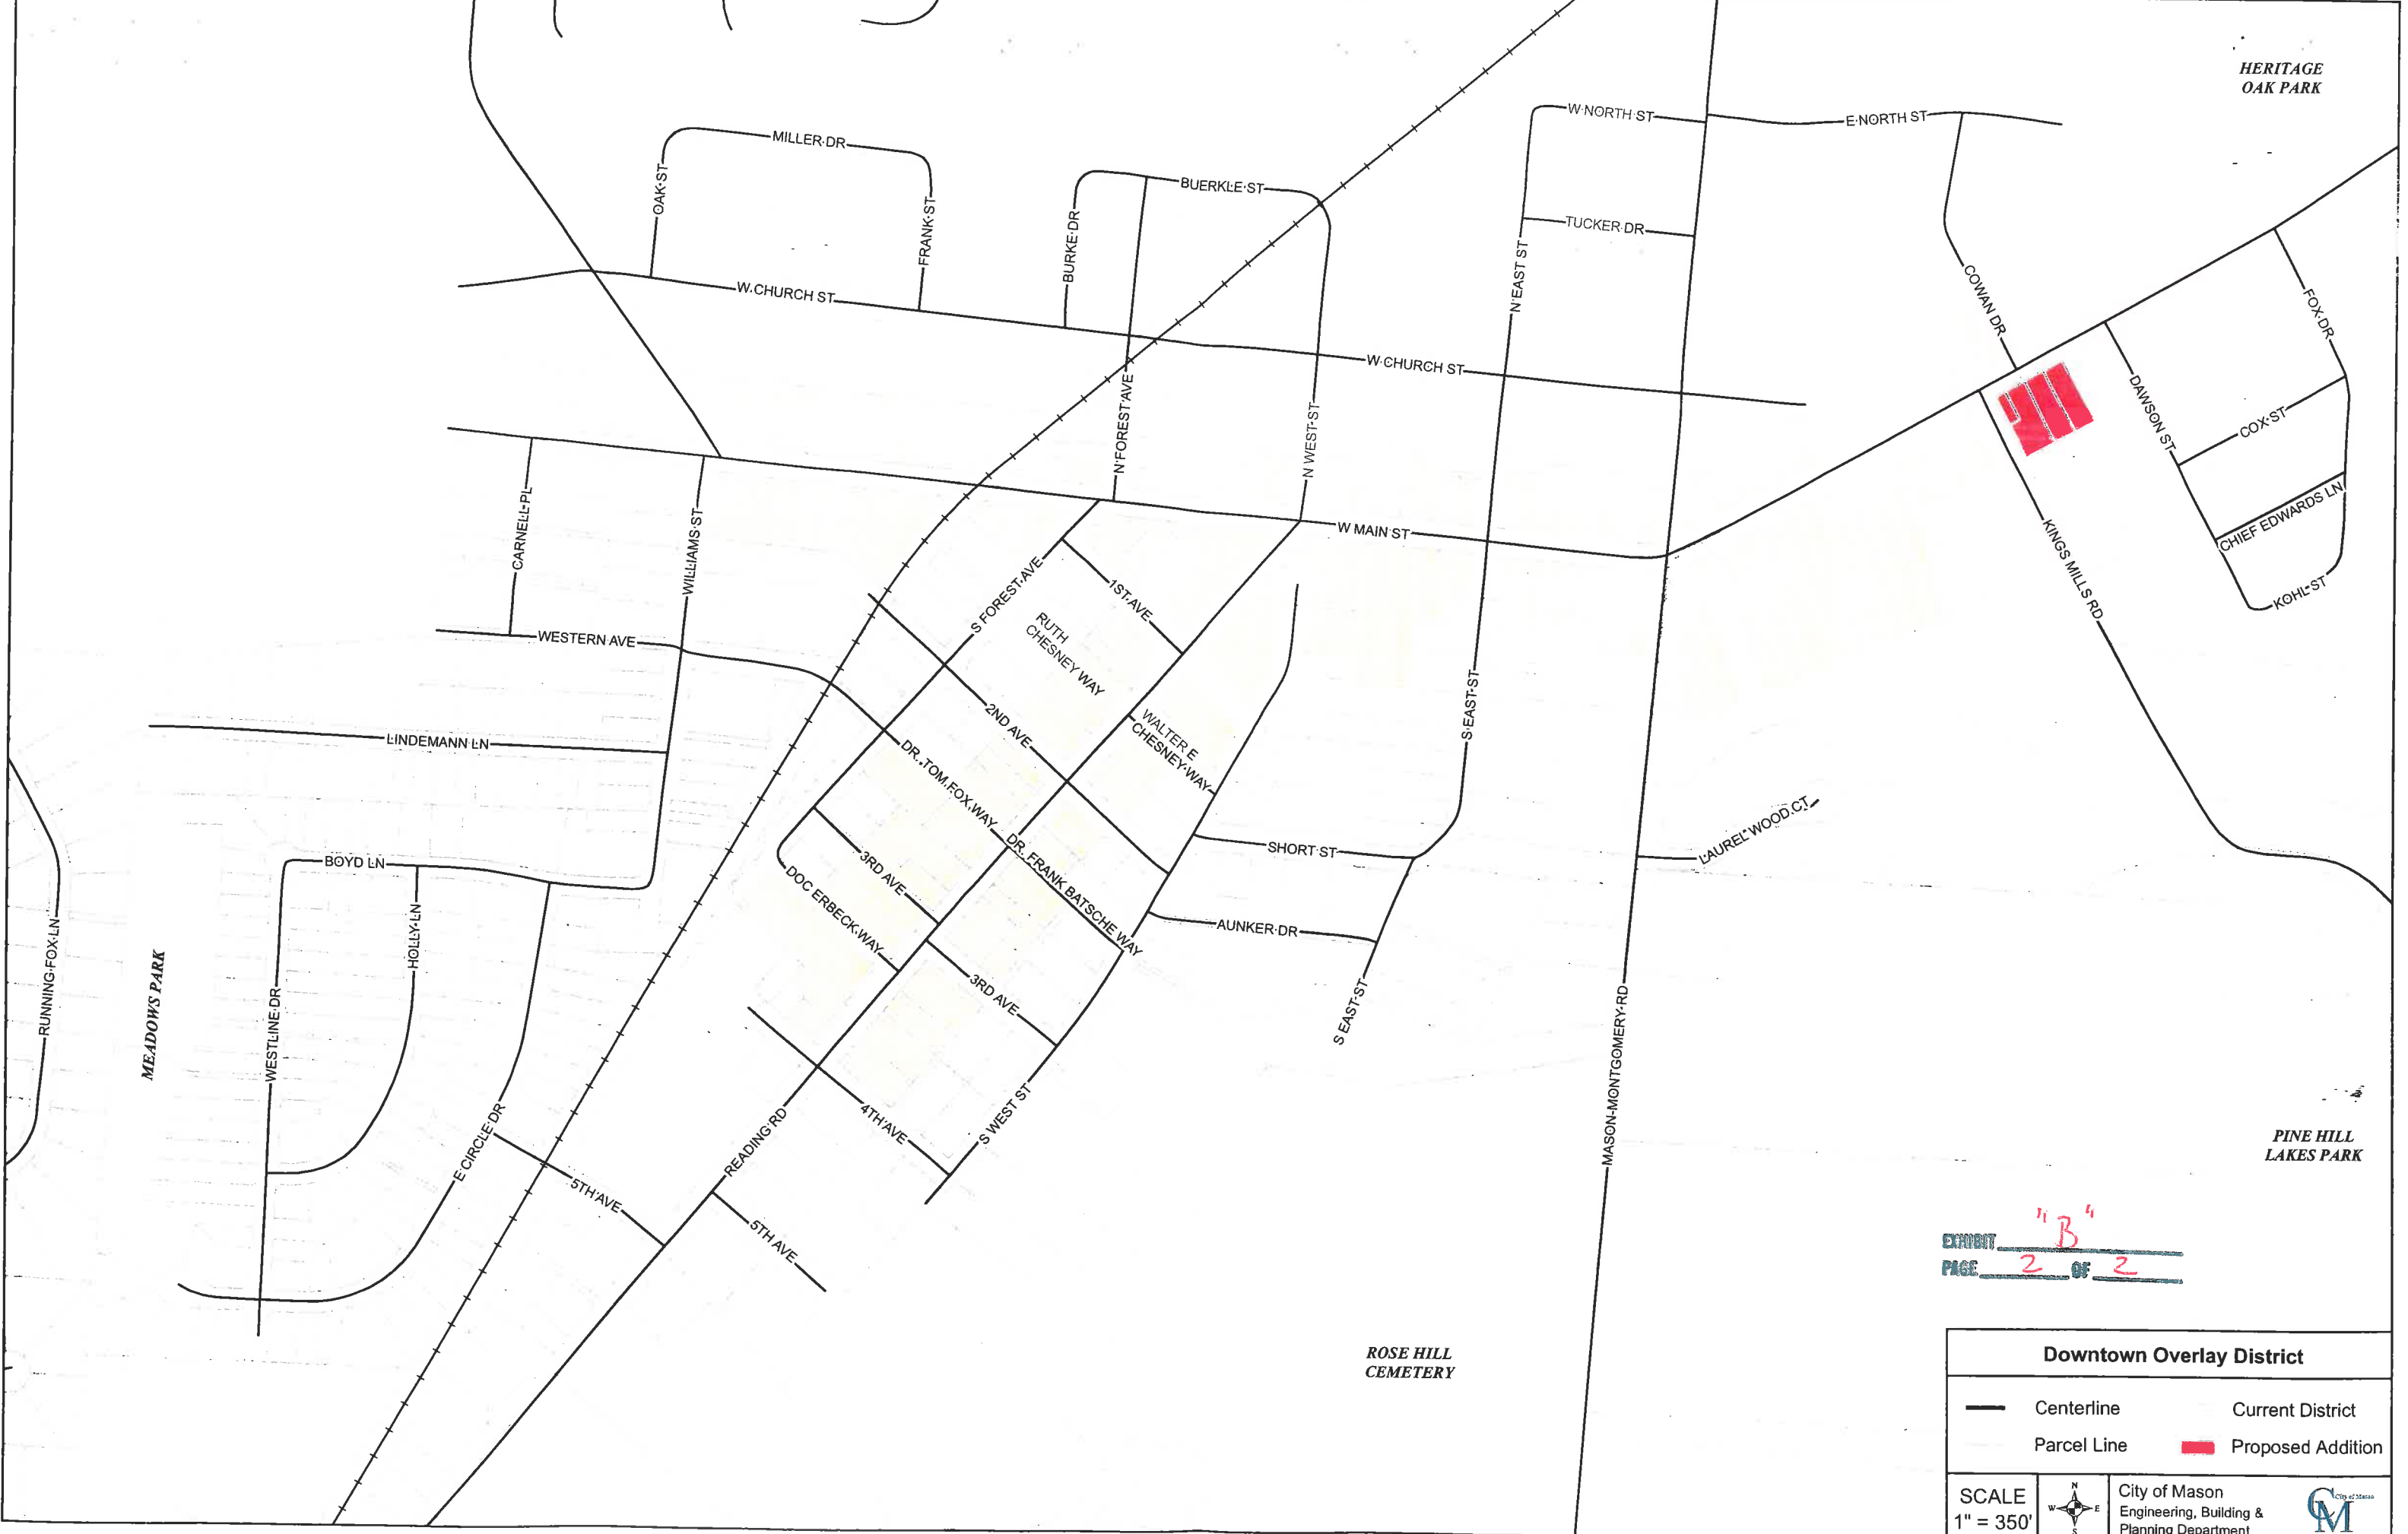 HERITAGE
OAK PARK
W NORTH ST
E NORTH ST
MILLER DR
OAK ST
FRANK ST
BURKE DR
BUERKLE ST
TUCKER DR
N EAST ST
COWAN DR
FOX DR
W CHURCH ST
W CHURCH ST
N FOREST AVE
N WEST ST
DAWSON ST
COX ST
CHIEF EDWARDS LN
KOHL ST
KINGS MILLS RD
CARNELL PL
WILLIAMS ST
W MAIN ST
S FOREST AVE
1ST AVE
RUTH
CHESNEY WAY
WESTERN AVE
2ND AVE
WALTER E
CHESNEY WAY
S EAST ST
LINDEMANN LN
DR. TOM FOX WAY
DR. FRANK BATSCHE WAY
SHORT ST
LAURELWOOD CT
BOYD LN
3RD AVE
DOC ERBECK WAY
AUNKER DR
RUNNING FOX LN
MEADOWS PARK
WESTLINE DR
HOLLY LN
3RD AVE
S EAST ST
MASON-MONTGOMERY RD
E CIRCLE DR
READING RD
4TH AVE
S WEST ST
5TH AVE
5TH AVE
PINE HILL
LAKES PARK
ROSE HILL
CEMETERY
EXHIBIT "B"
PAGE 2 OF 2
Downtown Overlay District
Centerline
Current District
Parcel Line
Proposed Addition
SCALE
1" = 350'
N
W E
S
City of Mason
Engineering, Building &
Planning Department
CM City of Mason